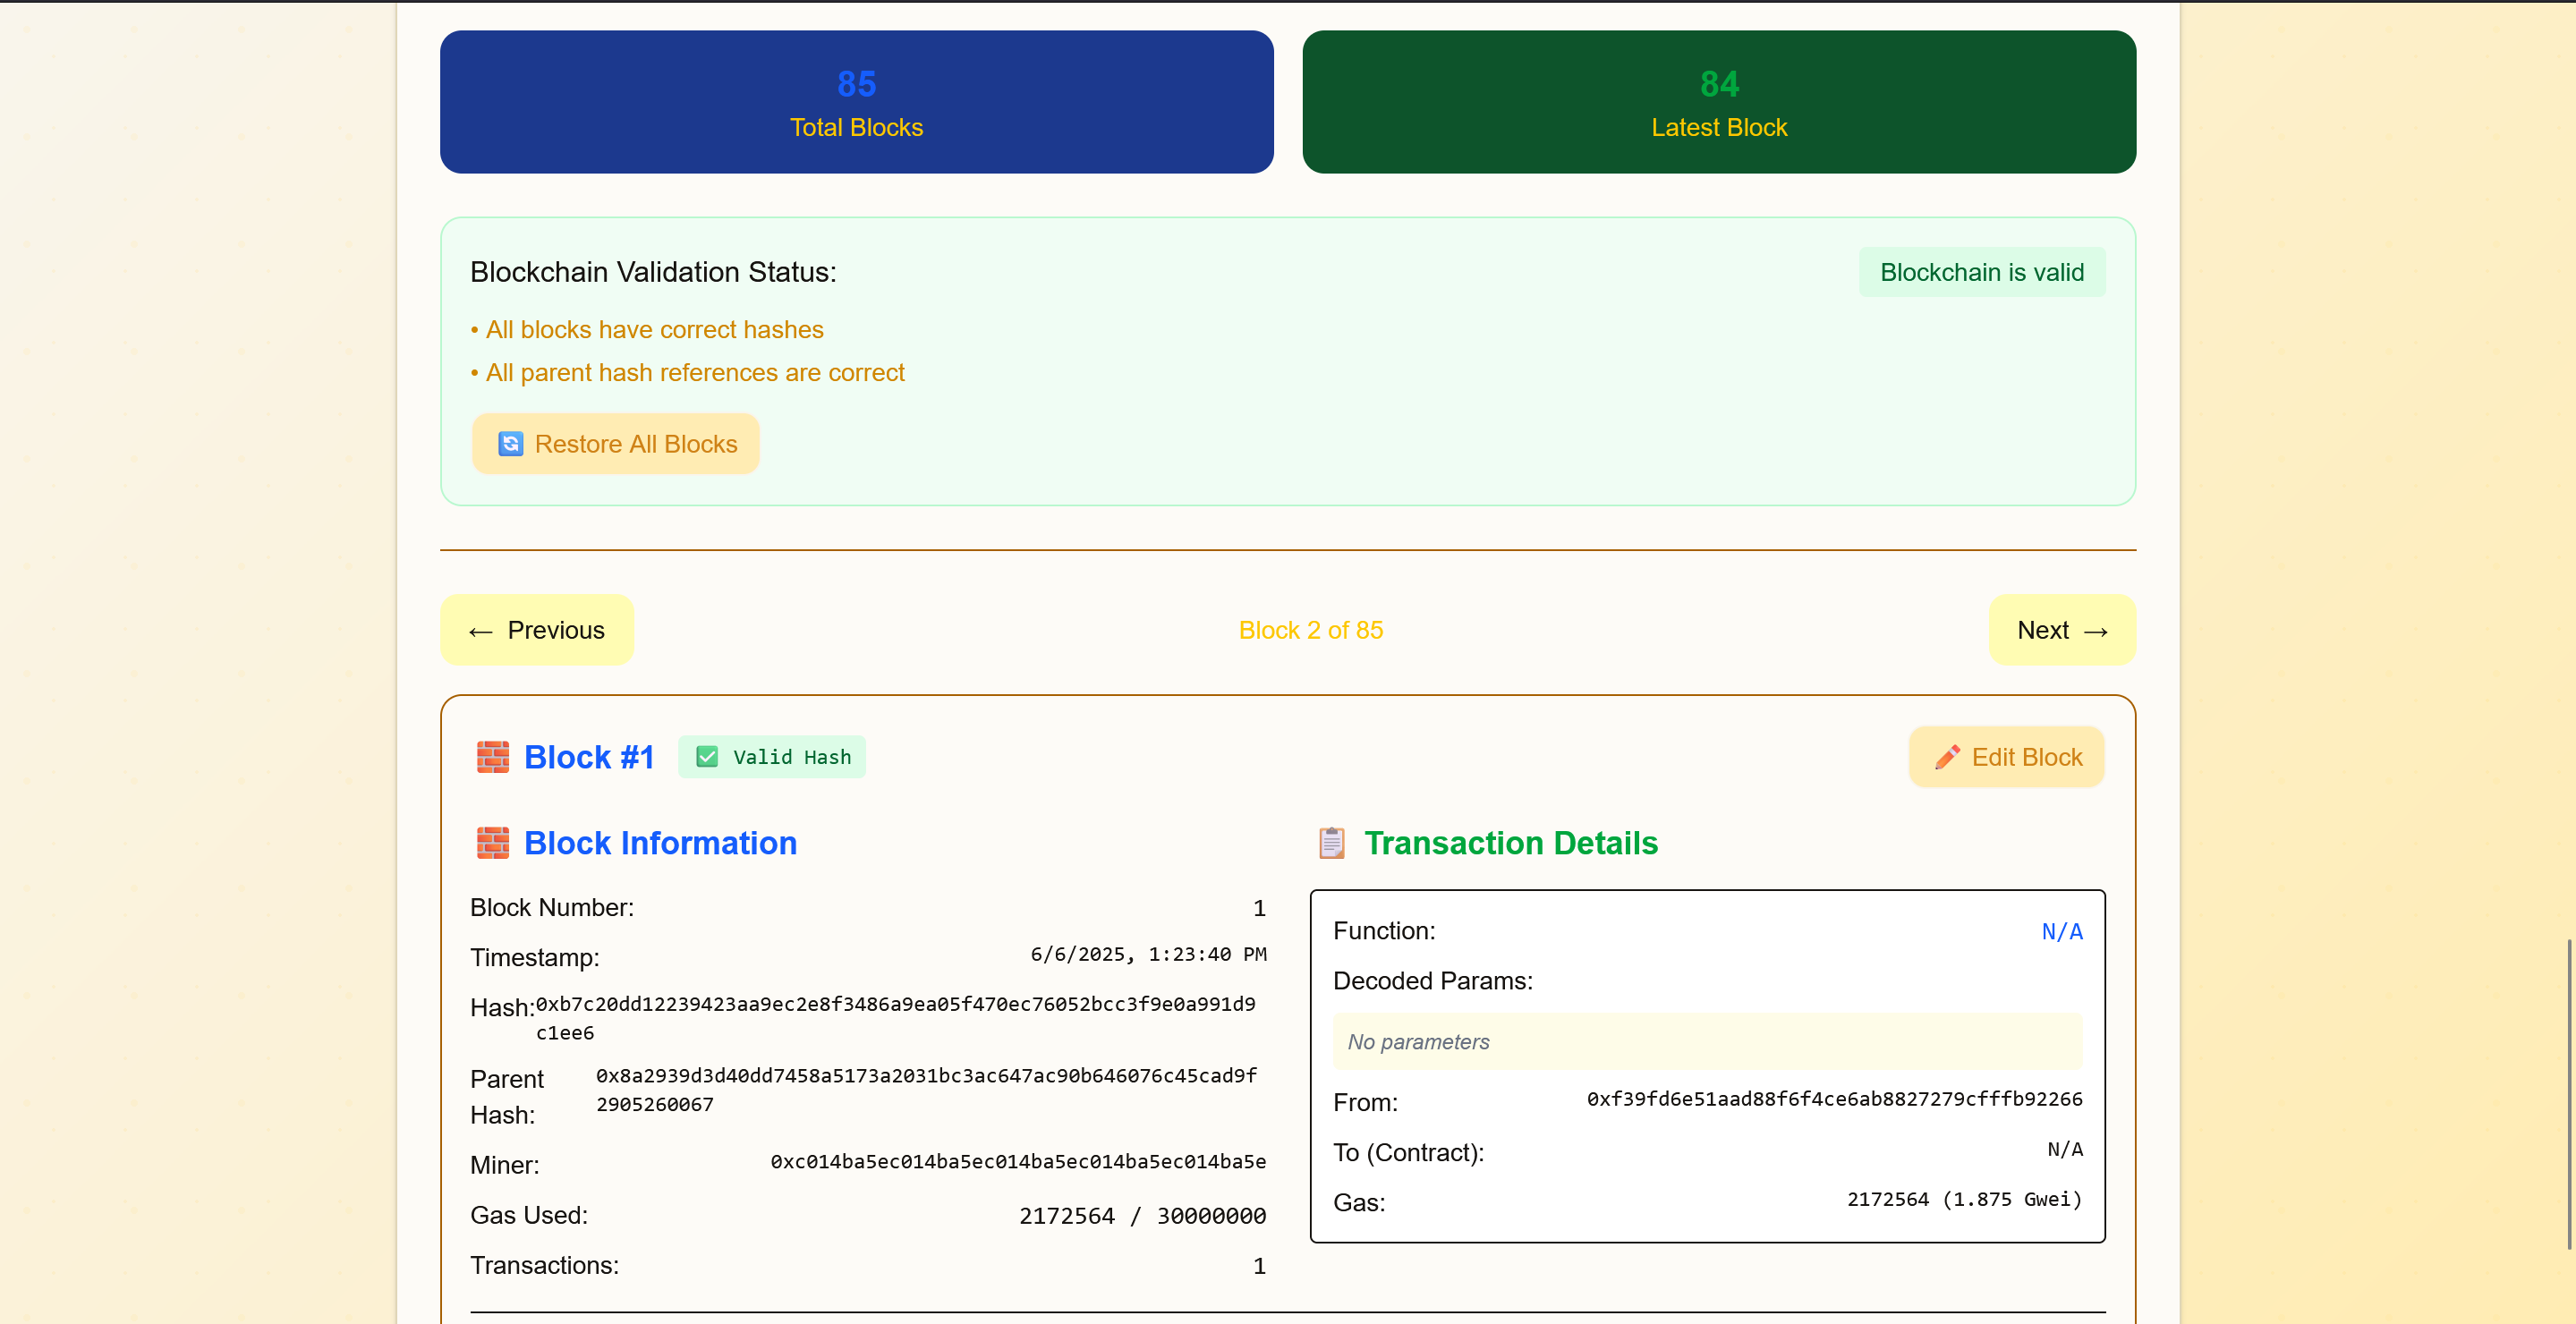 85
Total Blocks
84
Latest Block
Blockchain Validation Status:
Blockchain is valid
• All blocks have correct hashes
• All parent hash references are correct
Restore All Blocks
← Previous
Block 2 of 85
Next →
Block #1
Valid Hash
Edit Block
Block Information
Block Number: 1
Timestamp: 6/6/2025, 1:23:40 PM
Hash: 0xb7c20dd12239423aa9ec2e8f3486a9ea05f470ec76052bcc3f9e0a991d9
c1ee6
Parent Hash: 0x8a2939d3d40dd7458a5173a2031bc3ac647ac90b646076c45cad9f
2905260067
Miner: 0xc014ba5ec014ba5ec014ba5ec014ba5ec014ba5e
Gas Used: 2172564 / 30000000
Transactions: 1
Transaction Details
Function: N/A
Decoded Params:
No parameters
From: 0xf39fd6e51aad88f6f4ce6ab8827279cfffb92266
To (Contract): N/A
Gas: 2172564 (1.875 Gwei)